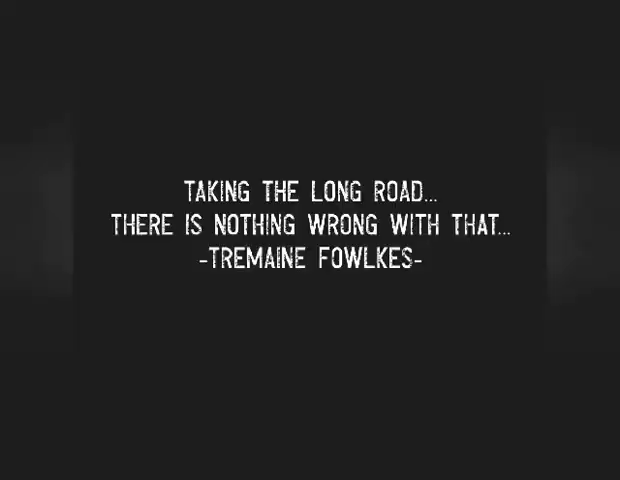 TAKING THE LONG ROAD...
THERE IS NOTHING WRONG WITH THAT...
-TREMAINE FOWLKES-